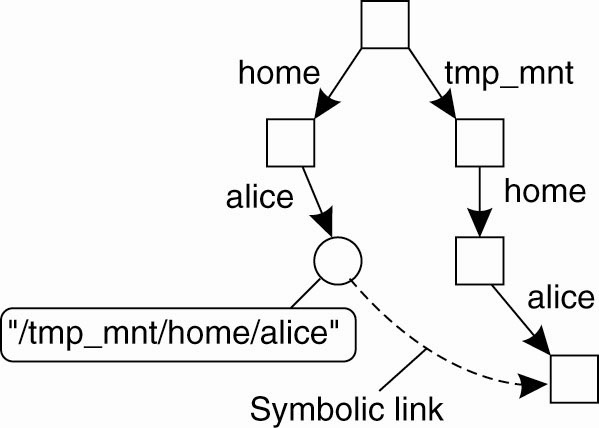 home
tmp_mnt
home
alice
alice
"/tmp_mnt/home/alice"
Symbolic link